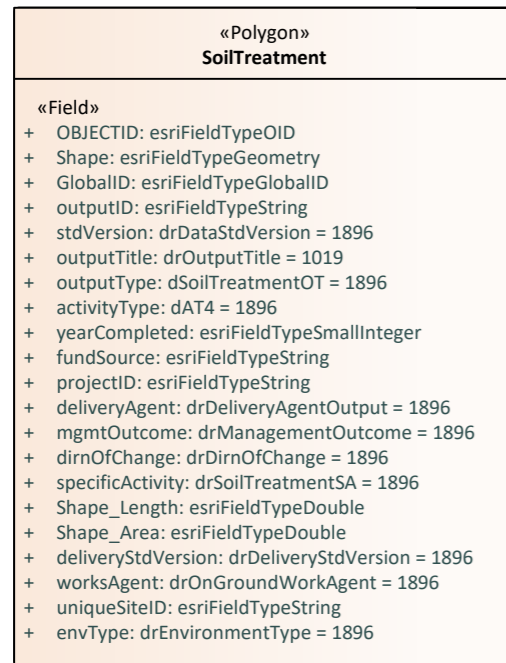 «Polygon»
SoilTreatment
«Field»
+ OBJECTID: esriFieldTypeOID
+ Shape: esriFieldTypeGeometry
+ GlobalID: esriFieldTypeGlobalID
+ outputID: esriFieldTypeString
+ stdVersion: drDataStdVersion = 1896
+ outputTitle: drOutputTitle = 1019
+ outputType: dSoilTreatmentOT = 1896
+ activityType: dAT4 = 1896
+ yearCompleted: esriFieldTypeSmallInteger
+ fundSource: esriFieldTypeString
+ projectID: esriFieldTypeString
+ deliveryAgent: drDeliveryAgentOutput = 1896
+ mgmtOutcome: drManagementOutcome = 1896
+ dirnOfChange: drDirnOfChange = 1896
+ specificActivity: drSoilTreatmentSA = 1896
+ Shape_Length: esriFieldTypeDouble
+ Shape_Area: esriFieldTypeDouble
+ deliveryStdVersion: drDeliveryStdVersion = 1896
+ worksAgent: drOnGroundWorkAgent = 1896
+ uniqueSiteID: esriFieldTypeString
+ envType: drEnvironmentType = 1896